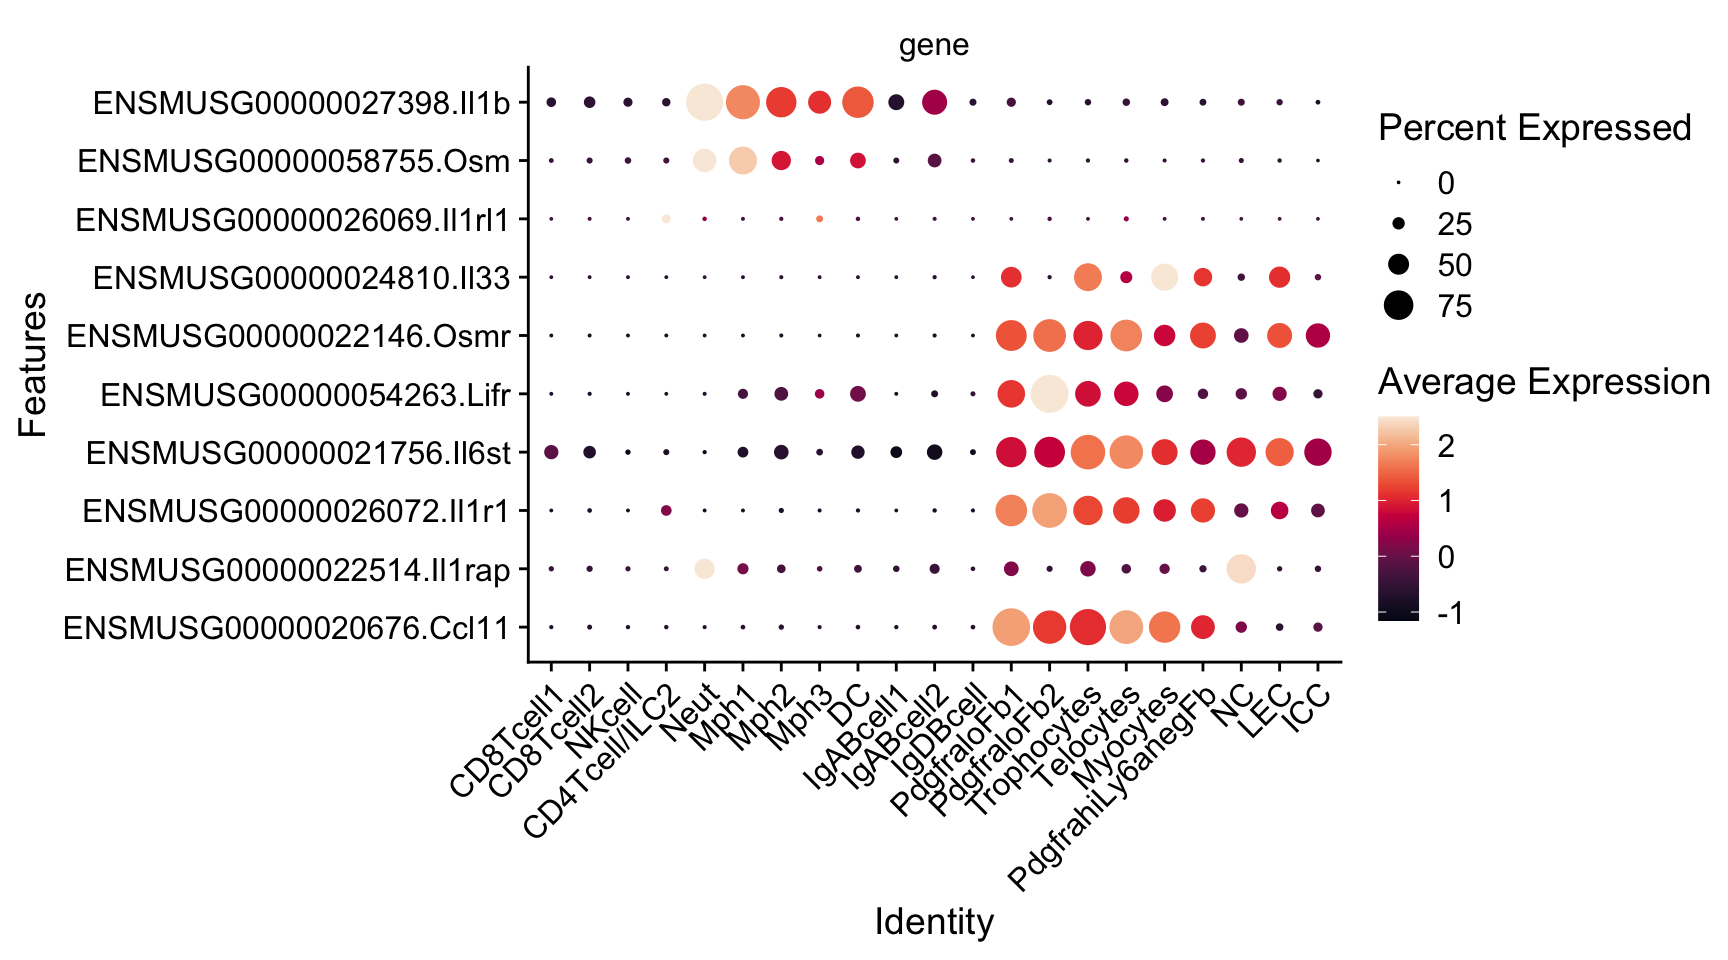 gene
ENSMUSG00000027398.Il1b
ENSMUSG00000058755.Osm
ENSMUSG00000026069.Il1rl1
ENSMUSG00000024810.Il33
ENSMUSG00000022146.Osmr
ENSMUSG00000054263.Lifr
ENSMUSG00000021756.Il6st
ENSMUSG00000026072.Il1r1
ENSMUSG00000022514.Il1rap
ENSMUSG00000020676.Ccl11
Features
CD8Tcell1
CD8Tcell2
NKcell
CD4Tcell/ILC2
Neut
Mph1
Mph2
Mph3
DC
IgABcell1
IgABcell2
IgDBcell
PdgfraloFb1
PdgfraloFb2
Trophocytes
Telocytes
Myocytes
PdgfrahiLy6anegFb
NC
LEC
ICC
Identity
Percent Expressed
0
25
50
75
Average Expression
2
1
0
-1